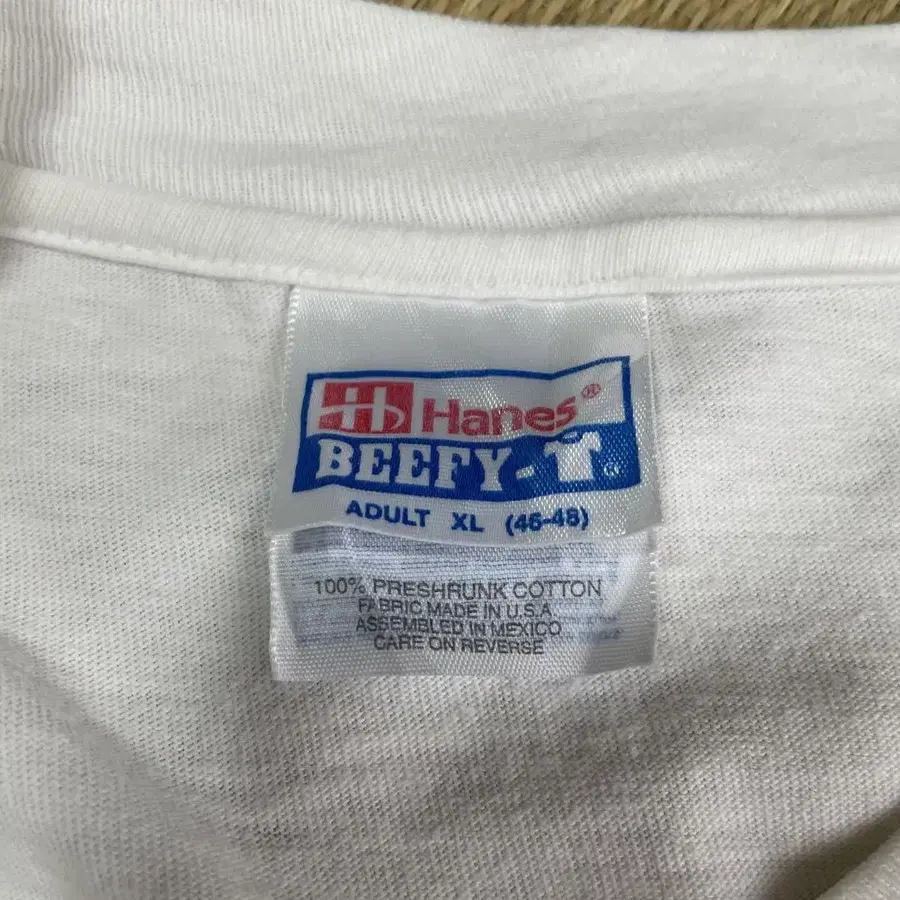 Hanes®
BEEFY-T
ADULT XL (46-48)
100% PRESHRUNK COTTON
FABRIC MADE IN U.S.A.
ASSEMBLED IN MEXICO
CARE ON REVERSE